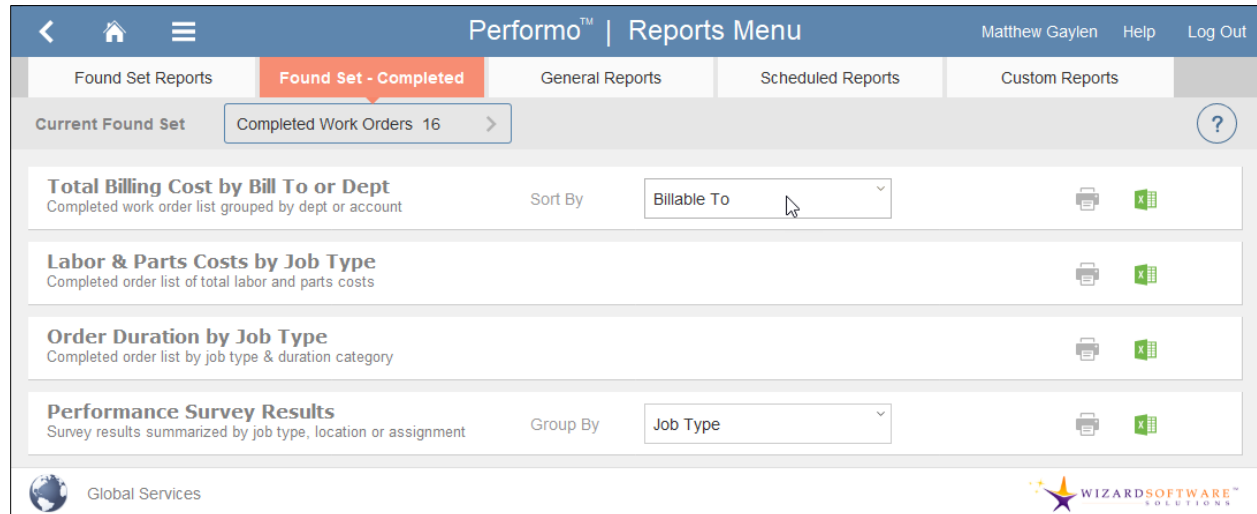 Performo™ | Reports Menu
Matthew Gaylen Help Log Out
Found Set Reports Found Set - Completed General Reports Scheduled Reports Custom Reports
Current Found Set Completed Work Orders 16 ?
Total Billing Cost by Bill To or Dept
Completed work order list grouped by dept or account
Sort By Billable To
Labor & Parts Costs by Job Type
Completed order list of total labor and parts costs
Order Duration by Job Type
Completed order list by job type & duration category
Performance Survey Results
Survey results summarized by job type, location or assignment
Group By Job Type
Global Services
WIZARDSOFTWARE™
SOLUTIONS